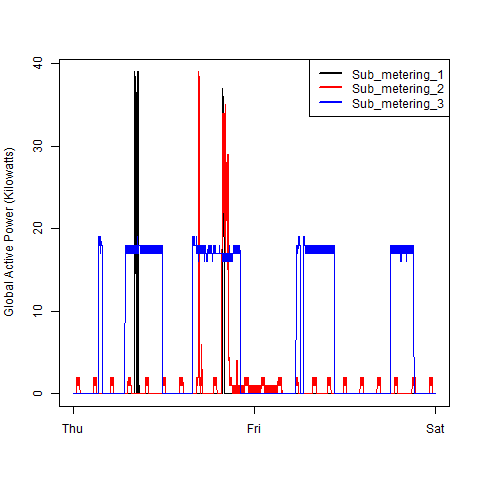 Sub_metering_1
Sub_metering_2
Sub_metering_3
Global Active Power (Kilowatts)
40
30
20
10
0
Thu Fri Sat